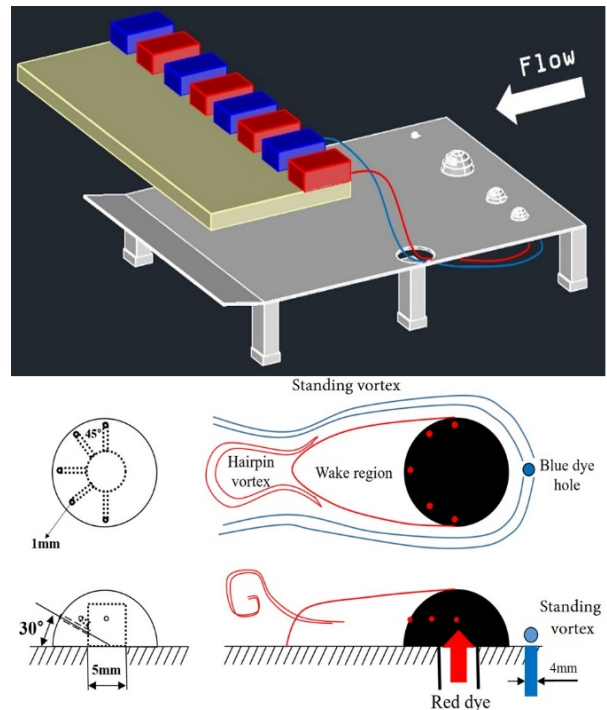 Flow
Standing vortex
45°
Hairpin
vortex
Wake region
Blue dye
hole
1mm
30°
5mm
Standing
vortex
4mm
Red dye